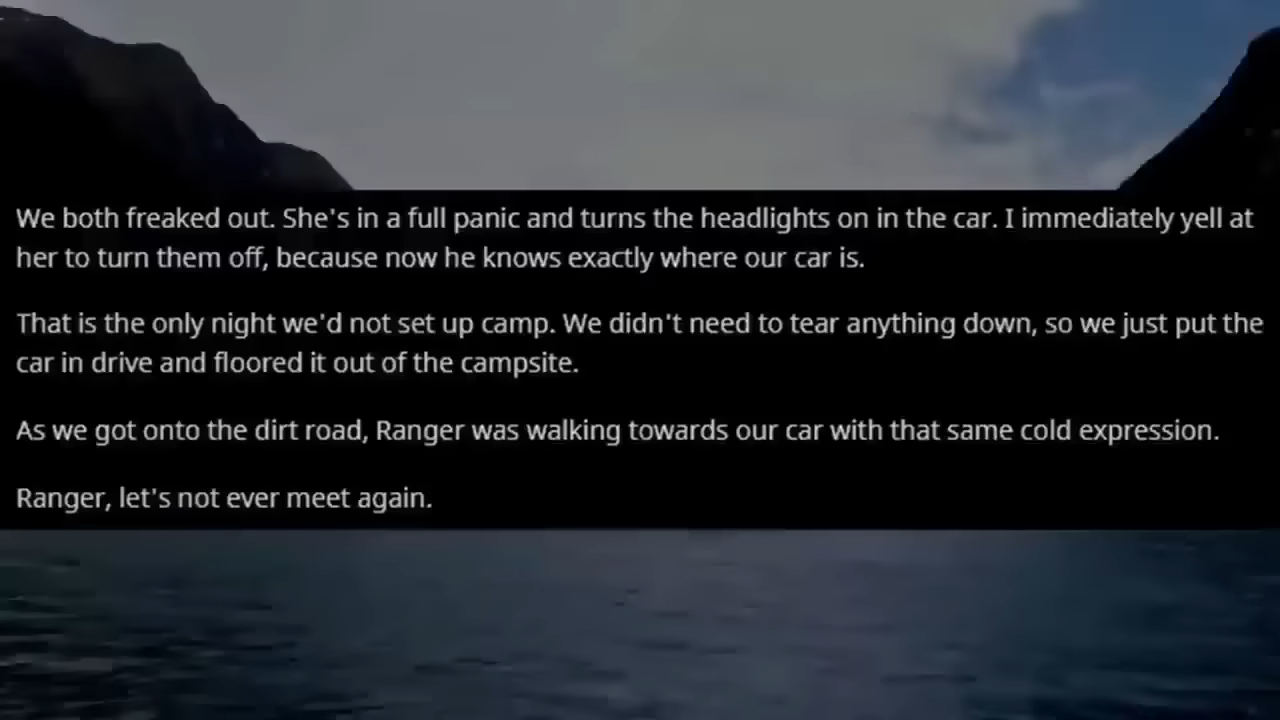 We both freaked out. She's in a full panic and turns the headlights on in the car. I immediately yell at
her to turn them off, because now he knows exactly where our car is.
That is the only night we'd not set up camp. We didn't need to tear anything down, so we just put the
car in drive and floored it out of the campsite.
As we got onto the dirt road, Ranger was walking towards our car with that same cold expression.
Ranger, let's not ever meet again.